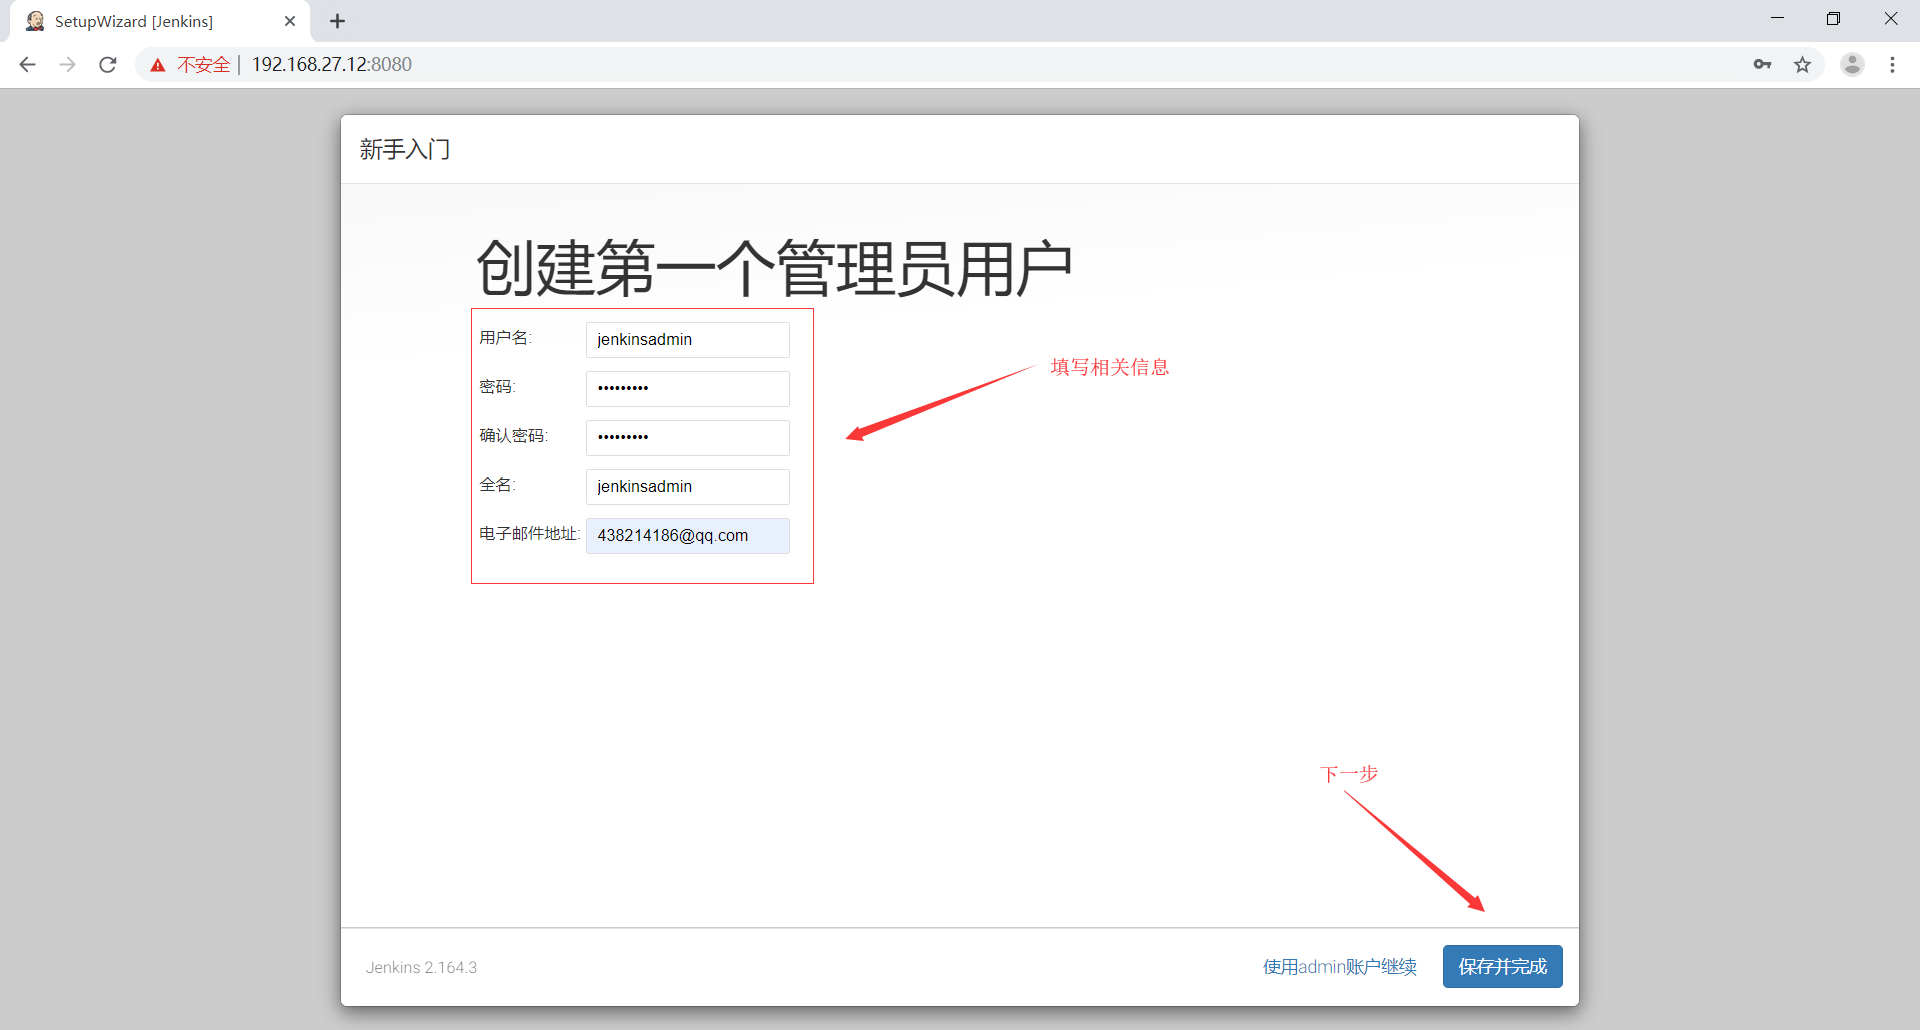 SetupWizard [Jenkins]
不安全 | 192.168.27.12:8080
新手入门
创建第一个管理员用户
用户名: jenkinsadmin
密码: •••••••••
填写相关信息
确认密码: •••••••••
全名: jenkinsadmin
电子邮件地址: 438214186@qq.com
下一步
Jenkins 2.164.3
使用admin账户继续
保存并完成